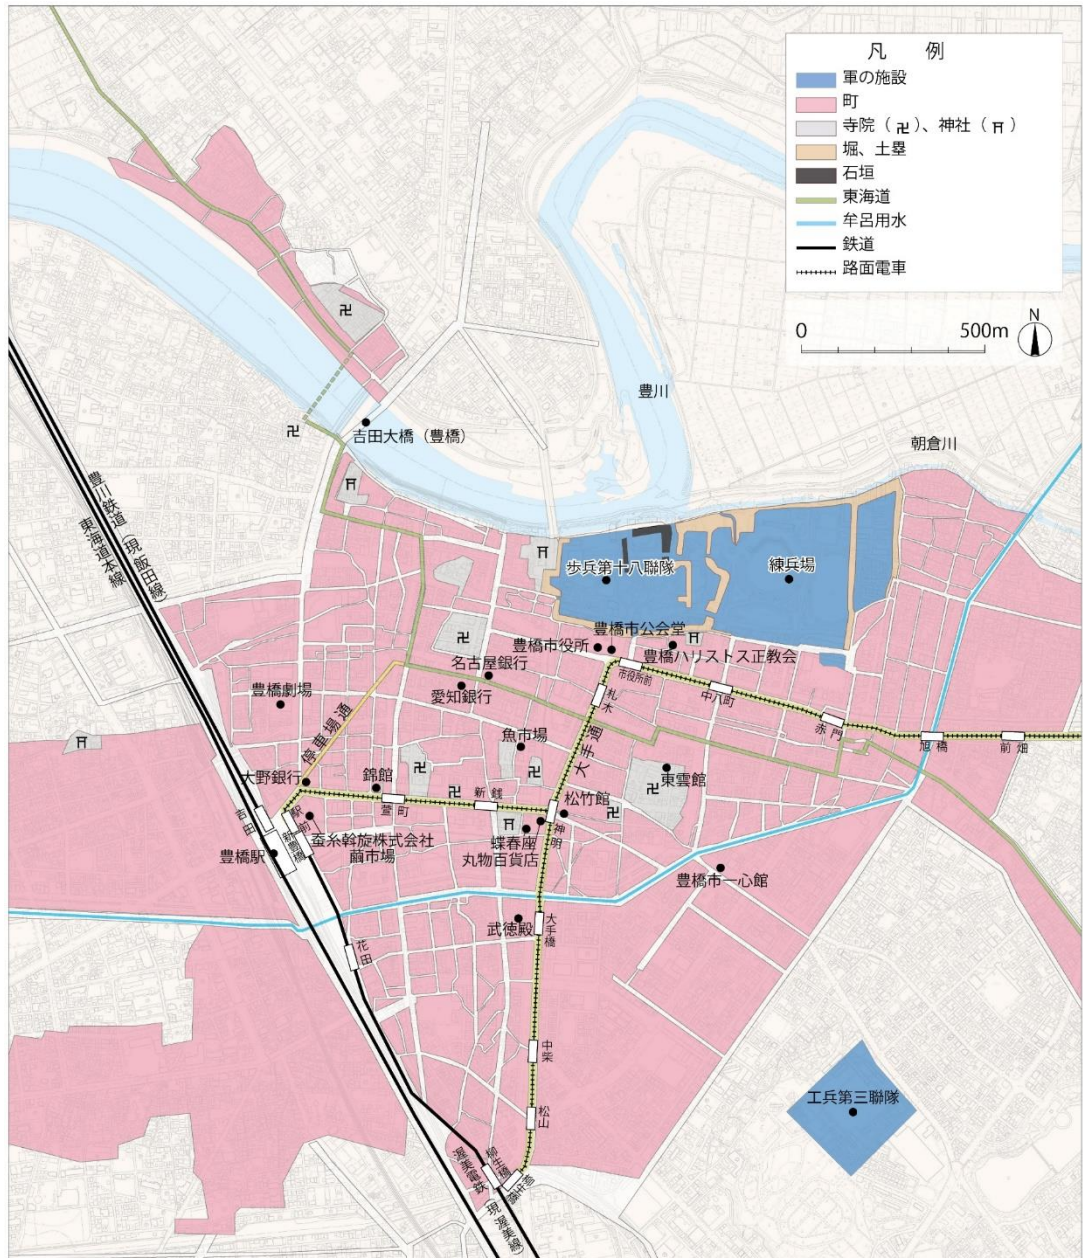 凡　例
軍の施設
町
寺院（卍）、神社（⛩）
堀、土塁
石垣
東海道
牟呂用水
鉄道
路面電車
0　500m
N
豊川
朝倉川
吉田大橋（豊橋）
豊川鉄道（現飯田線）
東海道本線
歩兵第十八聯隊
練兵場
豊橋市公会堂
豊橋市役所
豊橋ハリストス正教会
名古屋銀行
愛知銀行
市役所前
札木
中八町
赤門
旭橋
前畑
豊橋劇場
停車場通
魚市場
大手通
東雲館
大野銀行
錦館
萱町
新銭
松竹館
神明
吉田
駅前
新豊橋
豊橋駅
蚕糸斡旋株式会社
繭市場
蝶春座
丸物百貨店
豊橋市一心館
武徳殿
大手橋
花田
中柴
松山
工兵第三聯隊
柳生橋
柳生橋
渥美電鉄
（現渥美線）